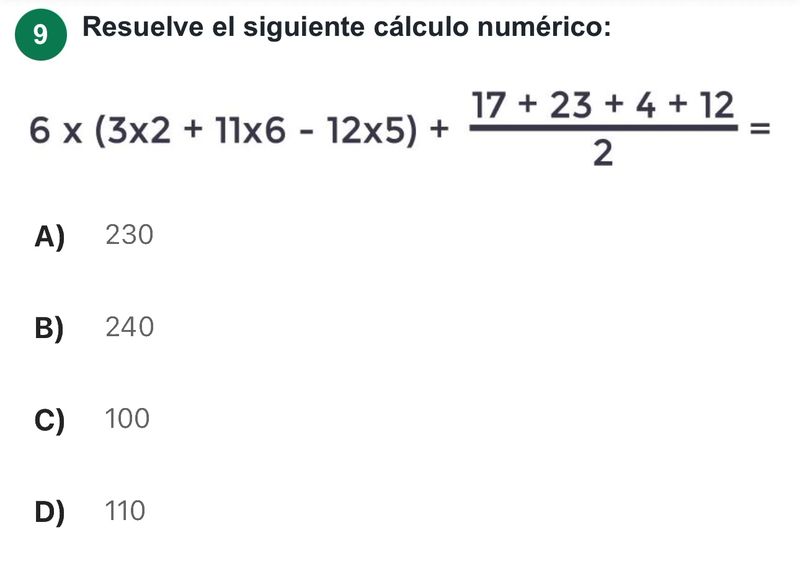 9 Resuelve el siguiente cálculo numérico:
6 x (3x2 + 11x6 - 12x5) + \frac{17 + 23 + 4 + 12}{2} =
A) 230
B) 240
C) 100
D) 110